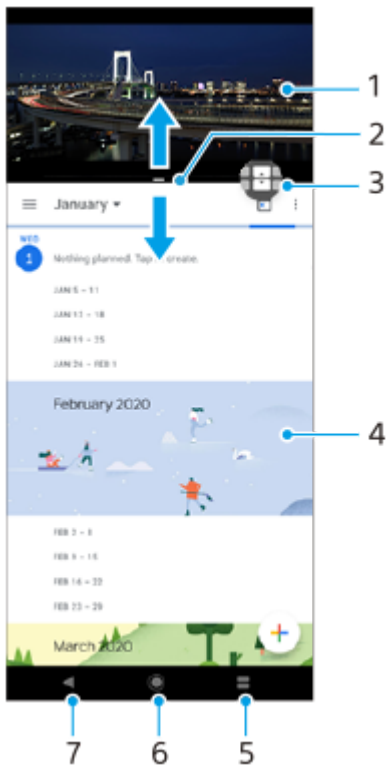 1
2
3
January
WED
1
Nothing planned. Tap to create.
JAN 5 – 11
JAN 12 – 18
JAN 19 – 25
JAN 26 – FEB 1
February 2020
4
FEB 2 – 8
FEB 9 – 15
FEB 16 – 22
FEB 23 – 29
March 2020
7
6
5